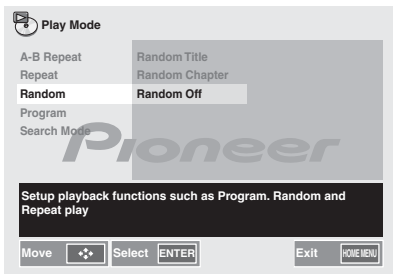 Play Mode
A-B Repeat Random Title
Repeat Random Chapter
Random Random Off
Program
Search Mode
Pioneer
Setup playback functions such as Program. Random and
Repeat play
Move Select ENTER Exit HOME MENU